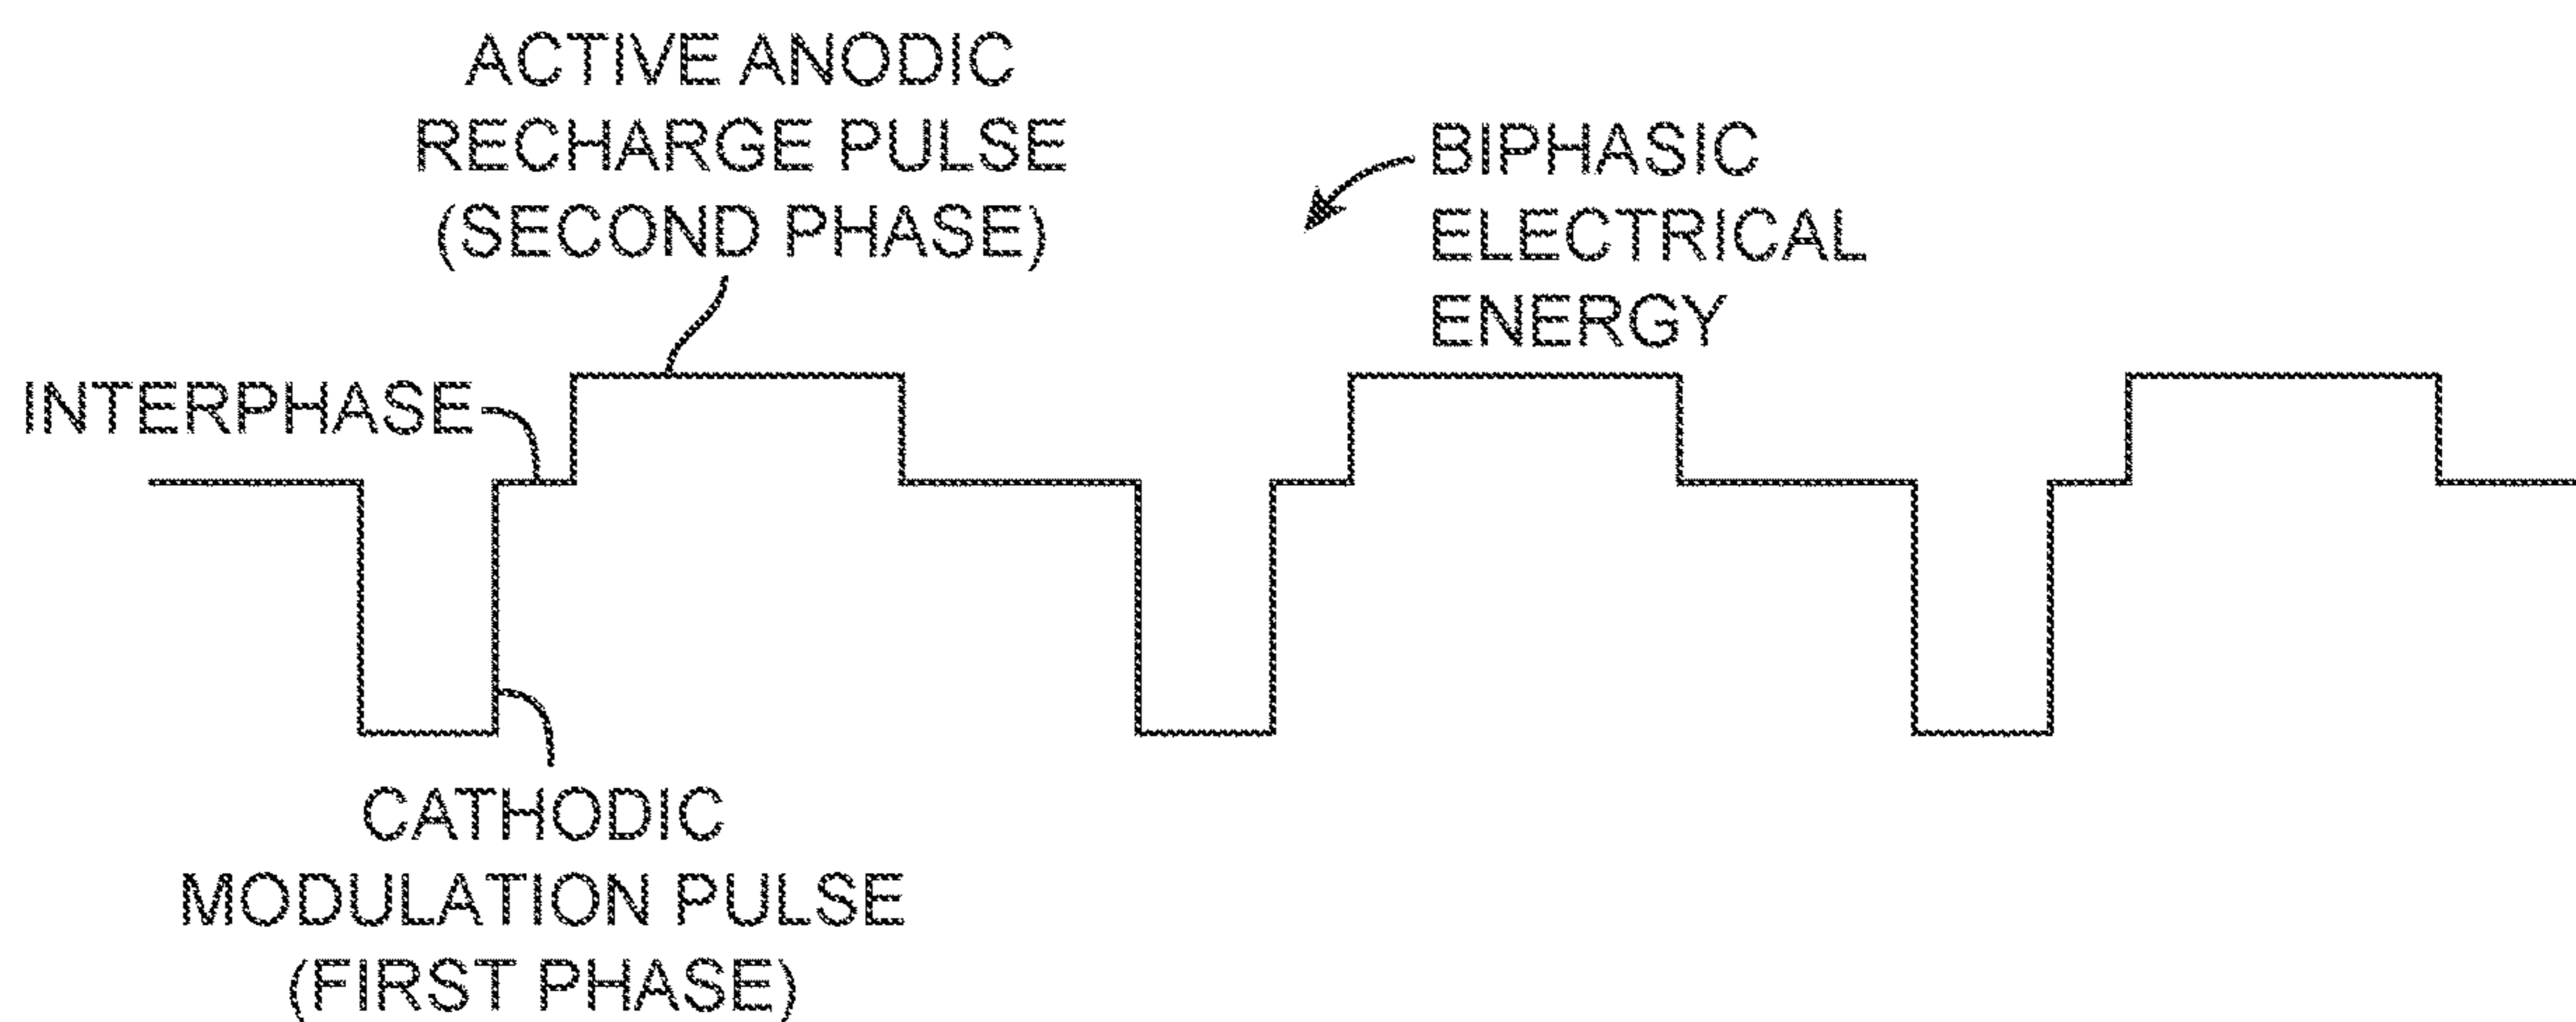 ACTIVE ANODIC
RECHARGE PULSE
(SECOND PHASE)
BIPHASIC
ELECTRICAL
ENERGY
INTERPHASE
CATHODIC
MODULATION PULSE
(FIRST PHASE)